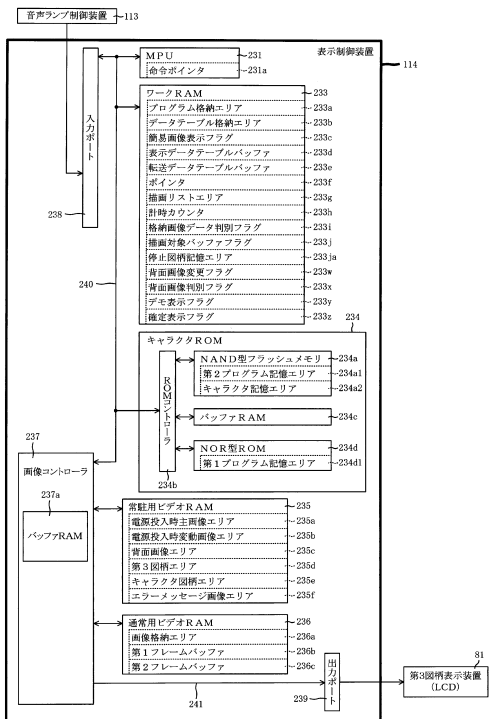 音声ランプ制御装置
113
表示制御装置
114
MPU
231
命令ポインタ
231a
入力ポート
238
ワークRAM
233
プログラム格納エリア
233a
データテーブル格納エリア
233b
簡易画像表示フラグ
233c
表示データテーブルバッファ
233d
転送データテーブルバッファ
233e
ポインタ
233f
描画リストエリア
233g
計時カウンタ
233h
格納画像データ判別フラグ
233i
描画対象バッファフラグ
233j
停止図柄記憶エリア
233ja
背面画像変更フラグ
233w
背面画像判別フラグ
233x
デモ表示フラグ
233y
確定表示フラグ
233z
240
234
キャラクタROM
NAND型フラッシュメモリ
234a
第2プログラム記憶エリア
234a1
キャラクタ記憶エリア
234a2
ROMコントローラ
234b
バッファRAM
234c
NOR型ROM
234d
第1プログラム記憶エリア
234d1
237
画像コントローラ
237a
バッファRAM
常駐用ビデオRAM
235
電源投入時主画像エリア
235a
電源投入時変動画像エリア
235b
背面画像エリア
235c
第3図柄エリア
235d
キャラクタ図柄エリア
235e
エラーメッセージ画像エリア
235f
通常用ビデオRAM
236
画像格納エリア
236a
第1フレームバッファ
236b
第2フレームバッファ
236c
241
出力ポート
239
81
第3図柄表示装置
(LCD)